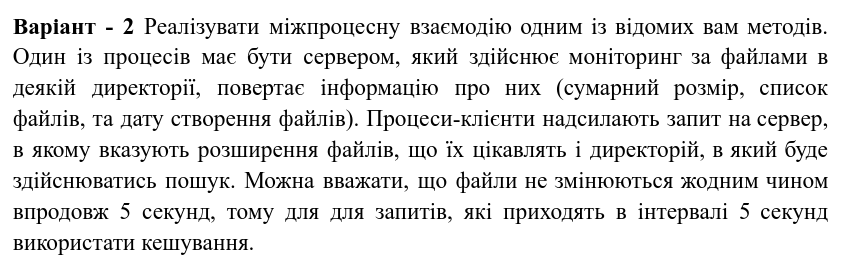 Варіант - 2 Реалізувати міжпроцесну взаємодію одним із відомих вам методів.
Один із процесів має бути сервером, який здійснює моніторинг за файлами в
деякій директорії, повертає інформацію про них (сумарний розмір, список
файлів, та дату створення файлів). Процеси-клієнти надсилають запит на сервер,
в якому вказують розширення файлів, що їх цікавлять і директорій, в який буде
здійснюватись пошук. Можна вважати, що файли не змінюються жодним чином
впродовж 5 секунд, тому для для запитів, які приходять в інтервалі 5 секунд
використати кешування.